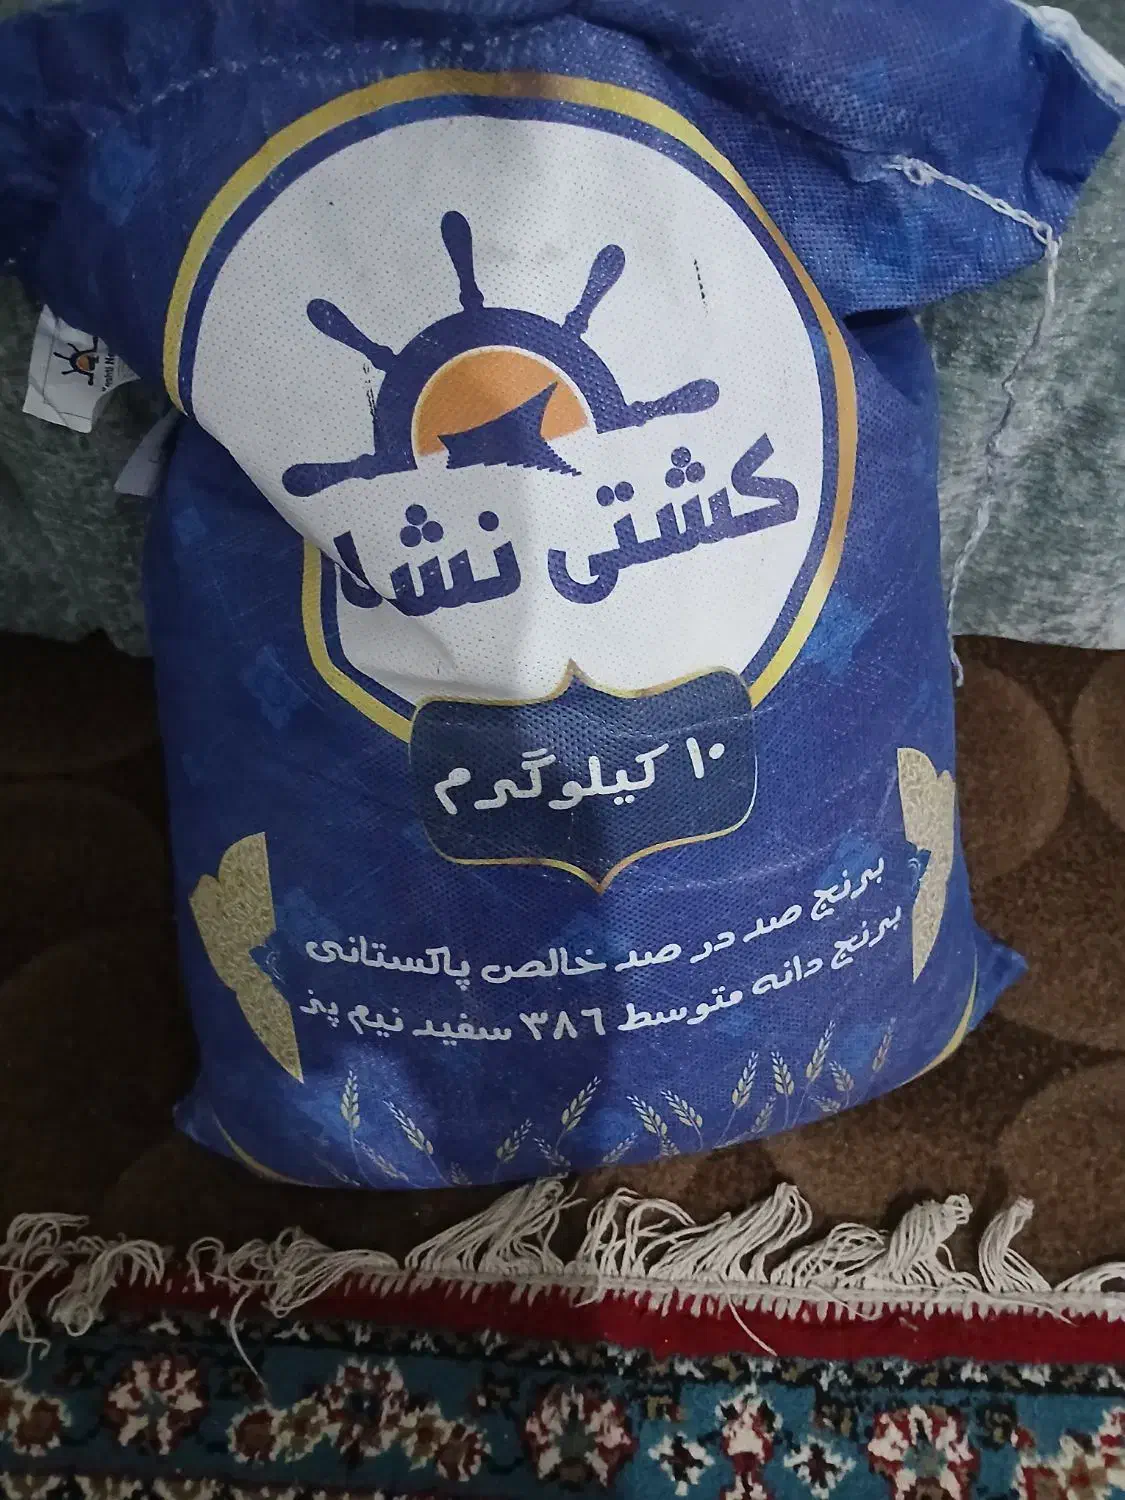 کشتی نشا
۱۰ کیلوگرم
برنج صد در صد خالص پاکستانی
برنج دانه متوسط ۳۸۶ سفید نیم پز